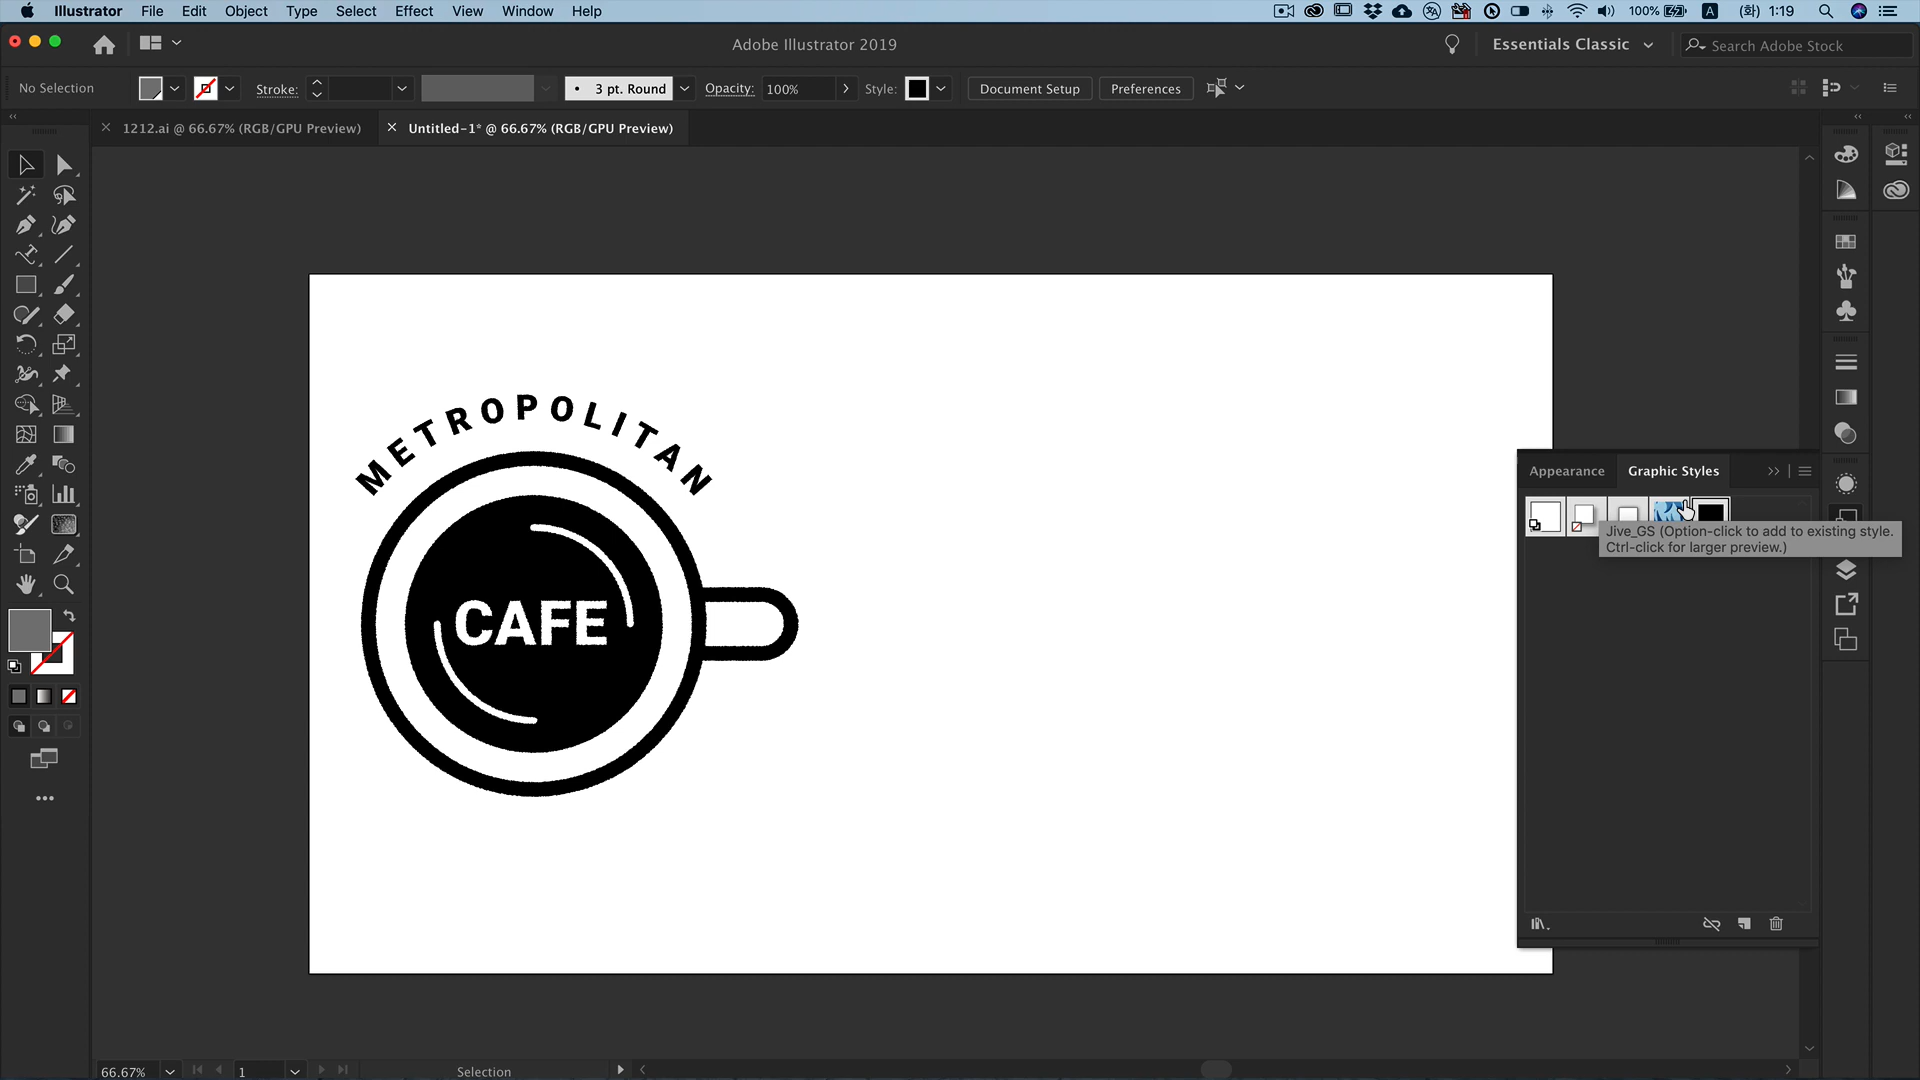 Illustrator File Edit Object Type Select Effect View Window Help
100% A (화) 1:19
Adobe Illustrator 2019
Essentials Classic
Search Adobe Stock
No Selection
Stroke:
3 pt. Round
Opacity: 100%
Style:
Document Setup
Preferences
1212.ai @ 66.67% (RGB/GPU Preview)
Untitled-1* @ 66.67% (RGB/GPU Preview)
METROPOLITAN
CAFE
Appearance
Graphic Styles
Jive_GS (Option-click to add to existing style.
Ctrl-click for larger preview.)
66.67%
1
Selection